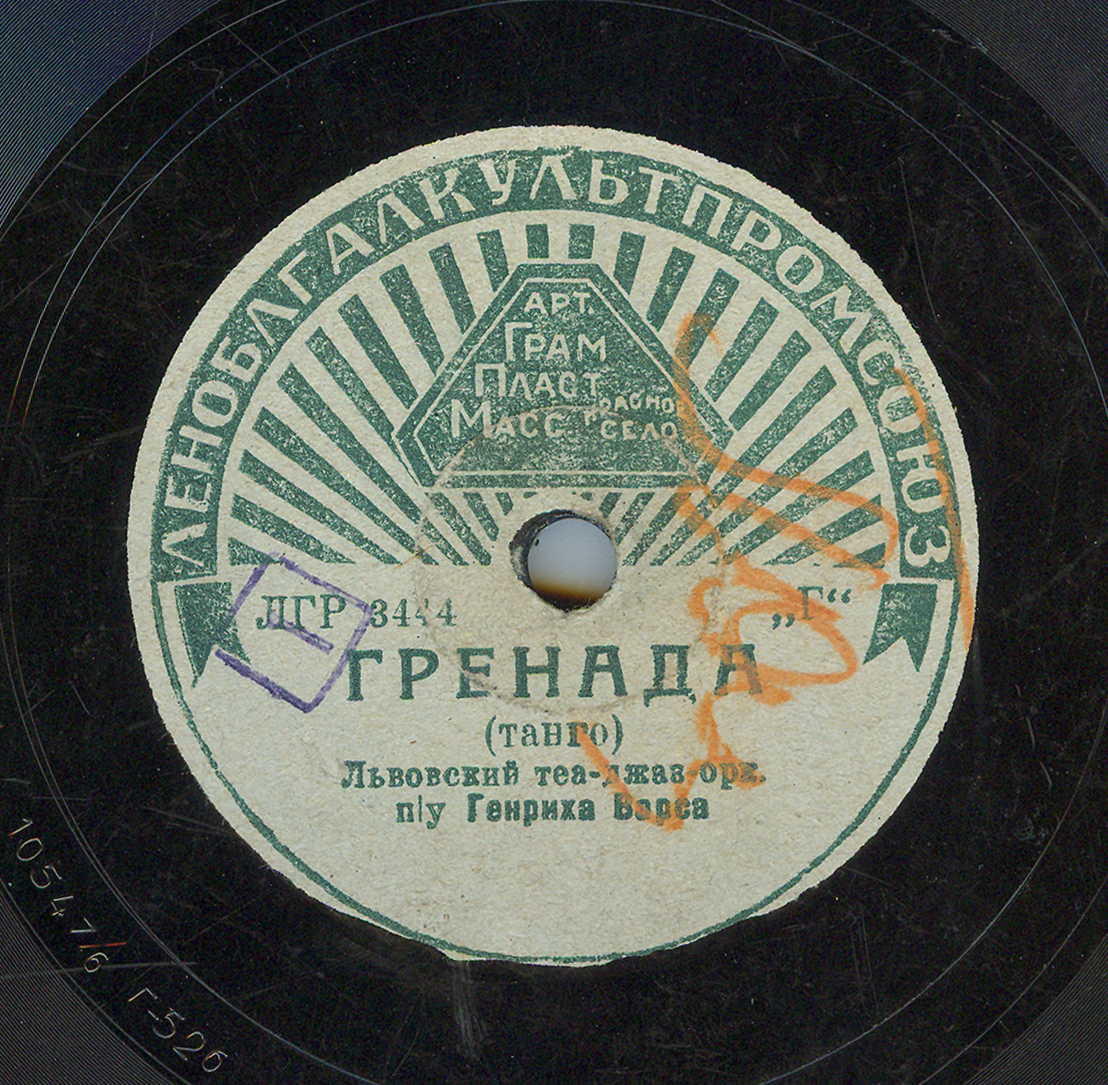 ЛЕНОБЛГАЛКУЛЬТПРОМСОЮЗ
АРТ.
ГРАМ
ПЛАСТ
МАСС. КРАСНОЕ
СЕЛО
ЛГР 3444 „Г“
ГРЕНАДА
(танго)
Львовский теа-джаз-орк.
п/у Генриха Варса
10547/6 Г-526